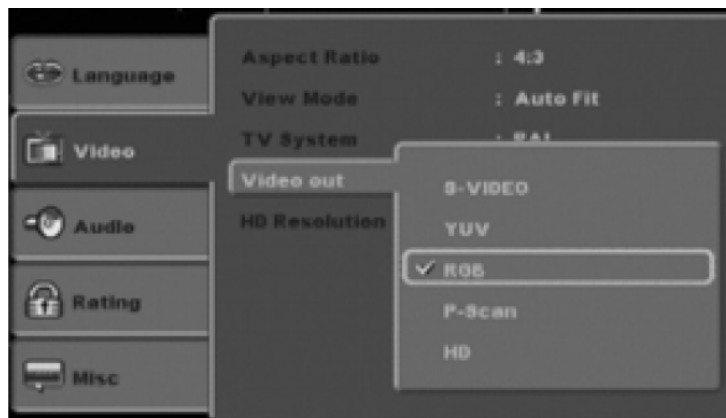 Language
Video
Audio
Rating
Misc
Aspect Ratio : 4:3
View Mode : Auto Fit
TV System : PAL
Video out
HD Resolution
S-VIDEO
YUV
RGB
P-Scan
HD